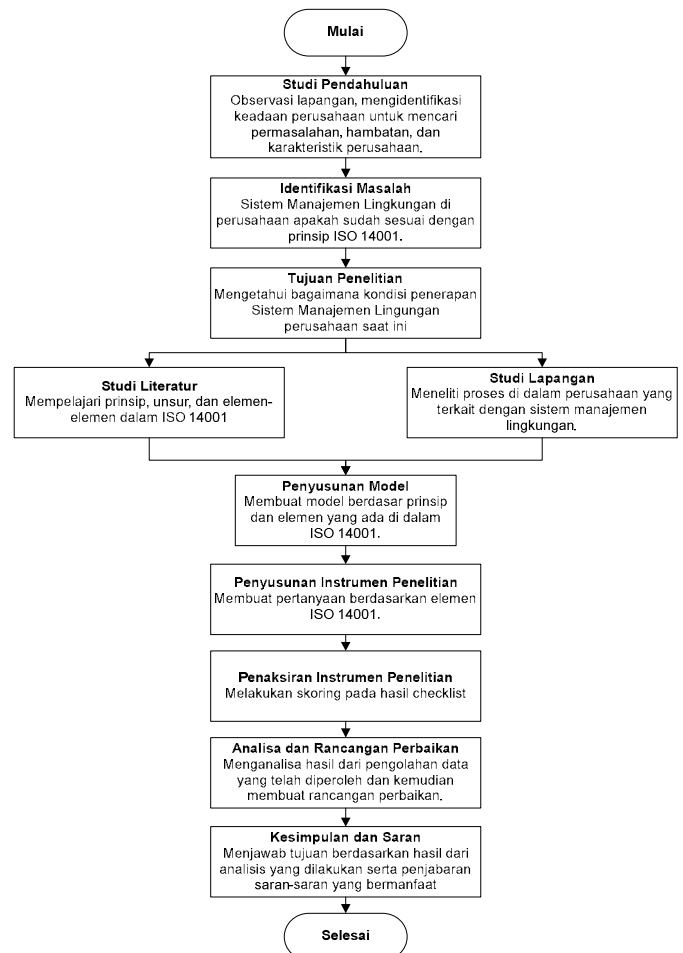 Mulai
Studi Pendahuluan
Observasi lapangan, mengidentifikasi
keadaan perusahaan untuk mencari
permasalahan, hambatan, dan
karakteristik perusahaan.
Identifikasi Masalah
Sistem Manajemen Lingkungan di
perusahaan apakah sudah sesuai dengan
prinsip ISO 14001.
Tujuan Penelitian
Mengetahui bagaimana kondisi penerapan
Sistem Manajemen Lingungan
perusahaan saat ini
Studi Literatur
Mempelajari prinsip, unsur, dan elemen-
elemen dalam ISO 14001
Studi Lapangan
Meneliti proses di dalam perusahaan yang
terkait dengan sistem manajemen
lingkungan.
Penyusunan Model
Membuat model berdasar prinsip
dan elemen yang ada di dalam
ISO 14001.
Penyusunan Instrumen Penelitian
Membuat pertanyaan berdasarkan elemen
ISO 14001.
Penaksiran Instrumen Penelitian
Melakukan skoring pada hasil checklist
Analisa dan Rancangan Perbaikan
Menganalisa hasil dari pengolahan data
yang telah diperoleh dan kemudian
membuat rancangan perbaikan.
Kesimpulan dan Saran
Menjawab tujuan berdasarkan hasil dari
analisis yang dilakukan serta penjabaran
saran-saran yang bermanfaat
Selesai